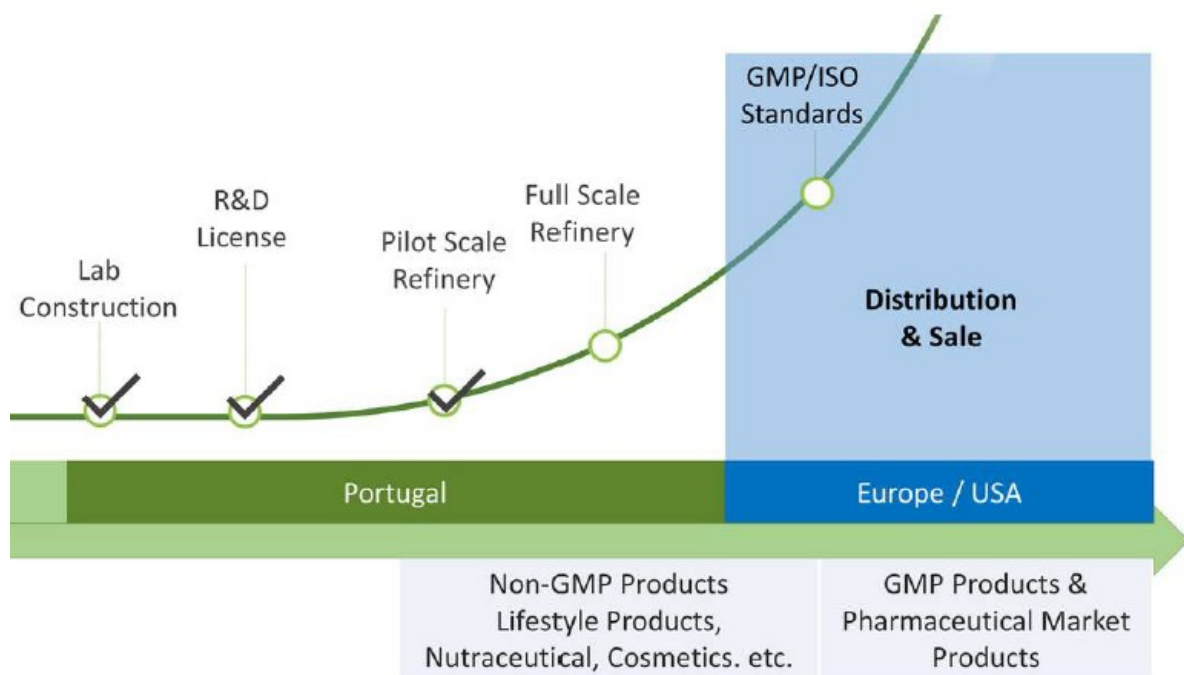 GMP/ISO
Standards
R&D
License
Full Scale
Refinery
Pilot Scale
Refinery
Lab
Construction
Distribution
& Sale
Portugal
Europe / USA
Non-GMP Products
Lifestyle Products,
Nutraceutical, Cosmetics. etc.
GMP Products &
Pharmaceutical Market
Products